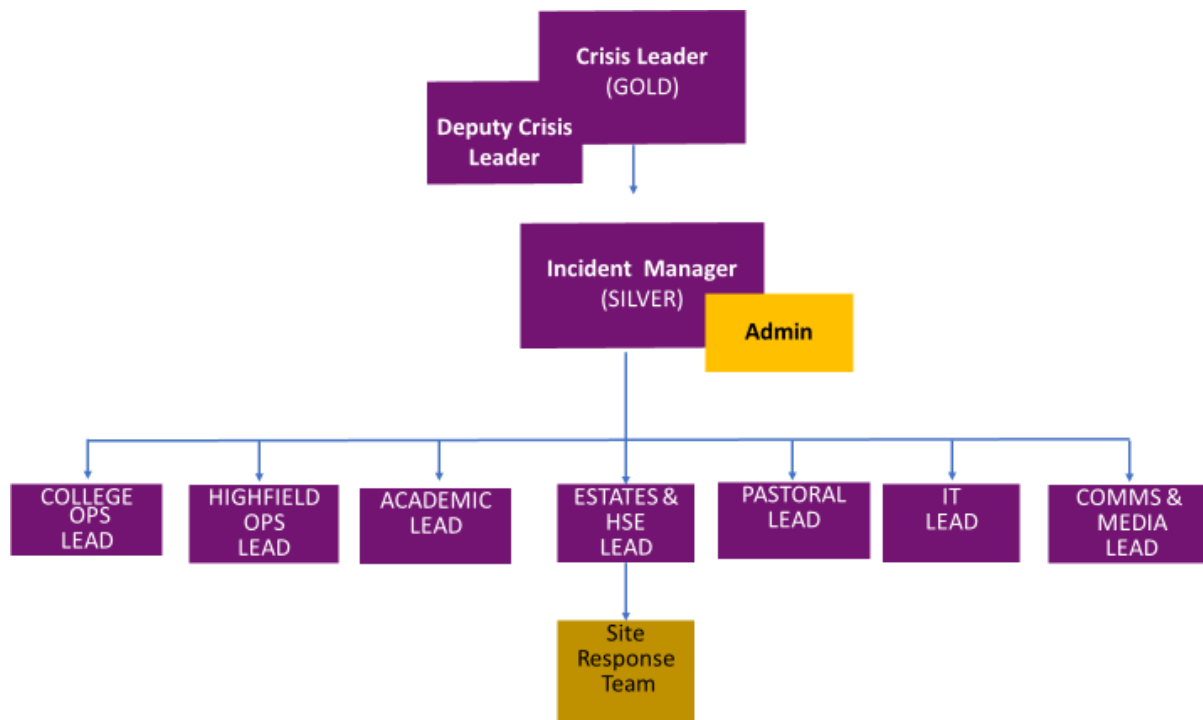 Crisis Leader
(GOLD)
Deputy Crisis
Leader
Incident Manager
(SILVER)
Admin
COLLEGE
OPS
LEAD
HIGHFIELD
OPS
LEAD
ACADEMIC
LEAD
ESTATES &
HSE
LEAD
PASTORAL
LEAD
IT
LEAD
COMMS &
MEDIA
LEAD
Site
Response
Team